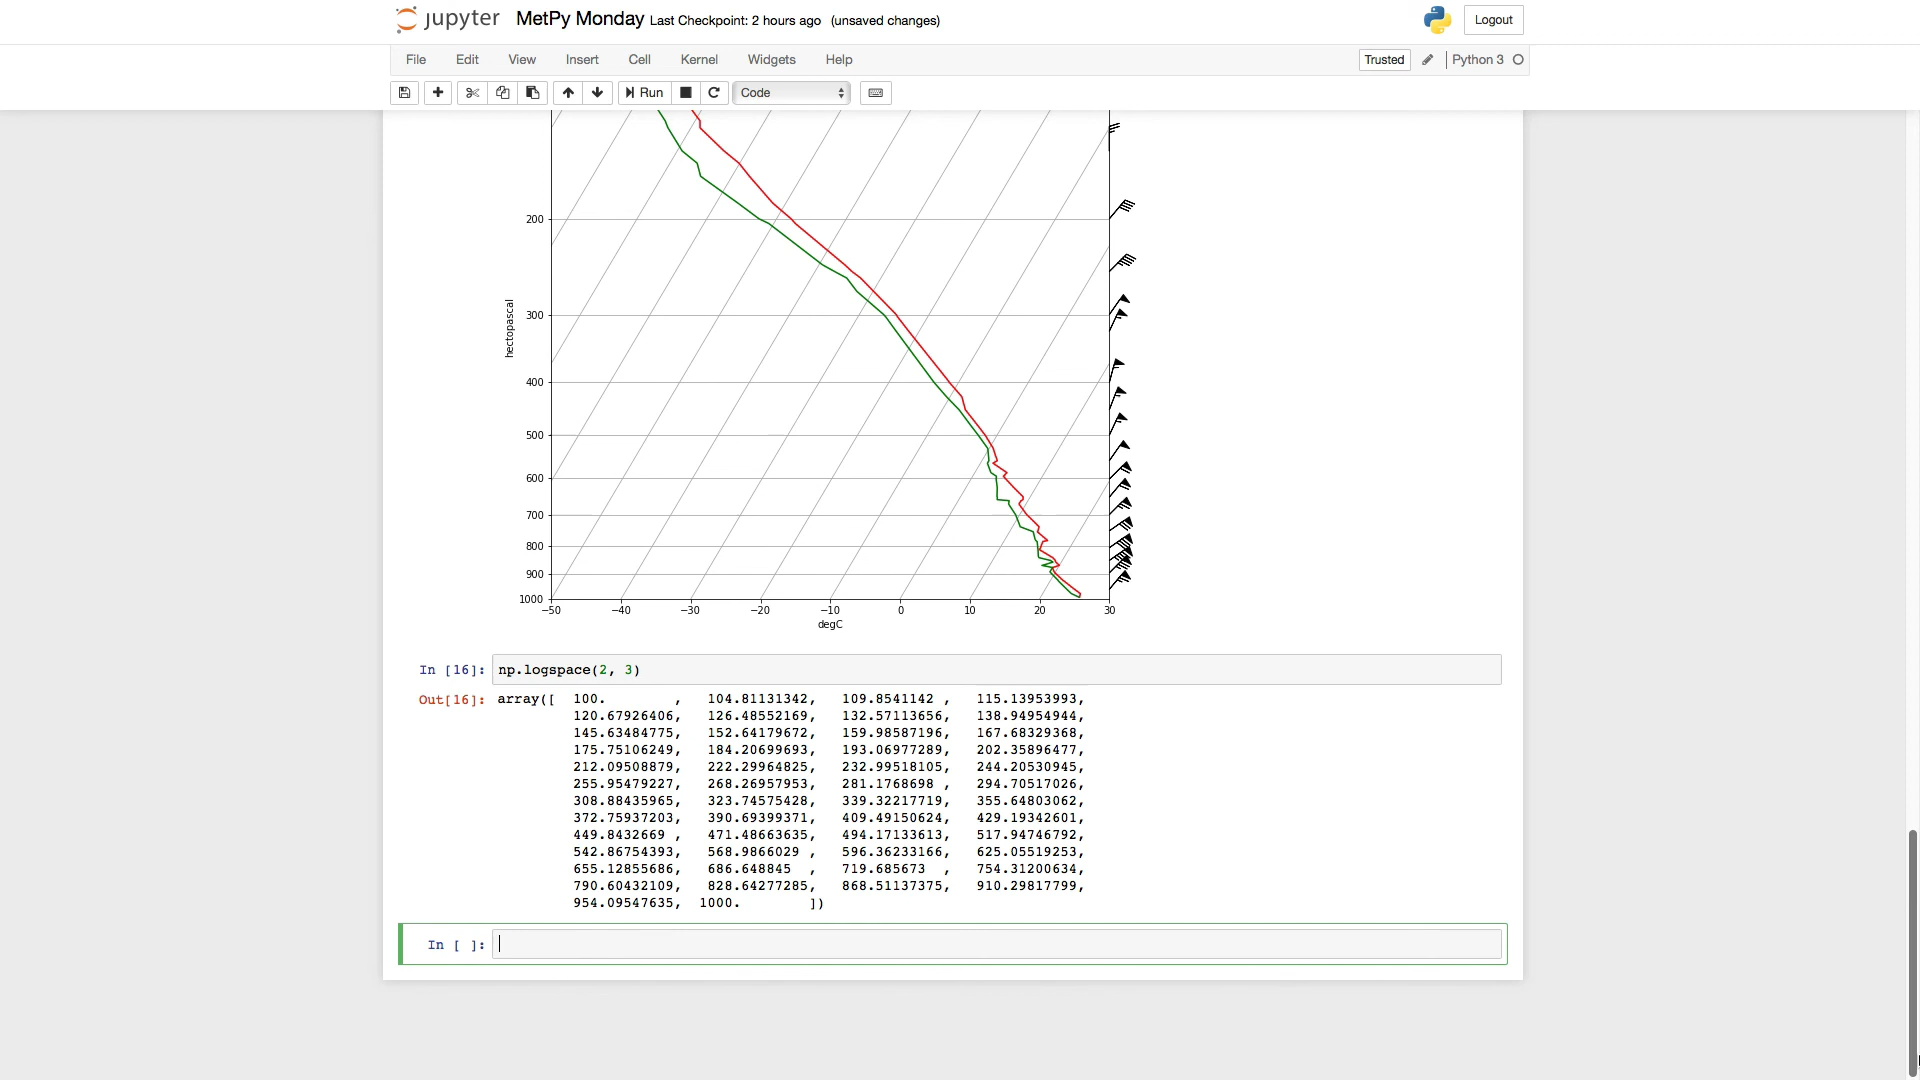 jupyter MetPy Monday Last Checkpoint: 2 hours ago (unsaved changes) Logout
File Edit View Insert Cell Kernel Widgets Help Trusted Python 3
Run Code
200
300
hectopascal
400
500
600
700
800
900
1000
−50 −40 −30 −20 −10 0 10 20 30
degC
In [16]: np.logspace(2, 3)
Out[16]: array([ 100. , 104.81131342, 109.8541142 , 115.13953993,
120.67926406, 126.48552169, 132.57113656, 138.94954944,
145.63484775, 152.64179672, 159.98587196, 167.68329368,
175.75106249, 184.20699693, 193.06977289, 202.35896477,
212.09508879, 222.29964825, 232.99518105, 244.20530945,
255.95479227, 268.26957953, 281.1768698 , 294.70517026,
308.88435965, 323.74575428, 339.32217719, 355.64803062,
372.75937203, 390.69399371, 409.49150624, 429.19342601,
449.8432669 , 471.48663635, 494.17133613, 517.94746792,
542.86754393, 568.9866029 , 596.36233166, 625.05519253,
655.12855686, 686.648845 , 719.685673 , 754.31200634,
790.60432109, 828.64277285, 868.51137375, 910.29817799,
954.09547635, 1000. ])
In [ ]: